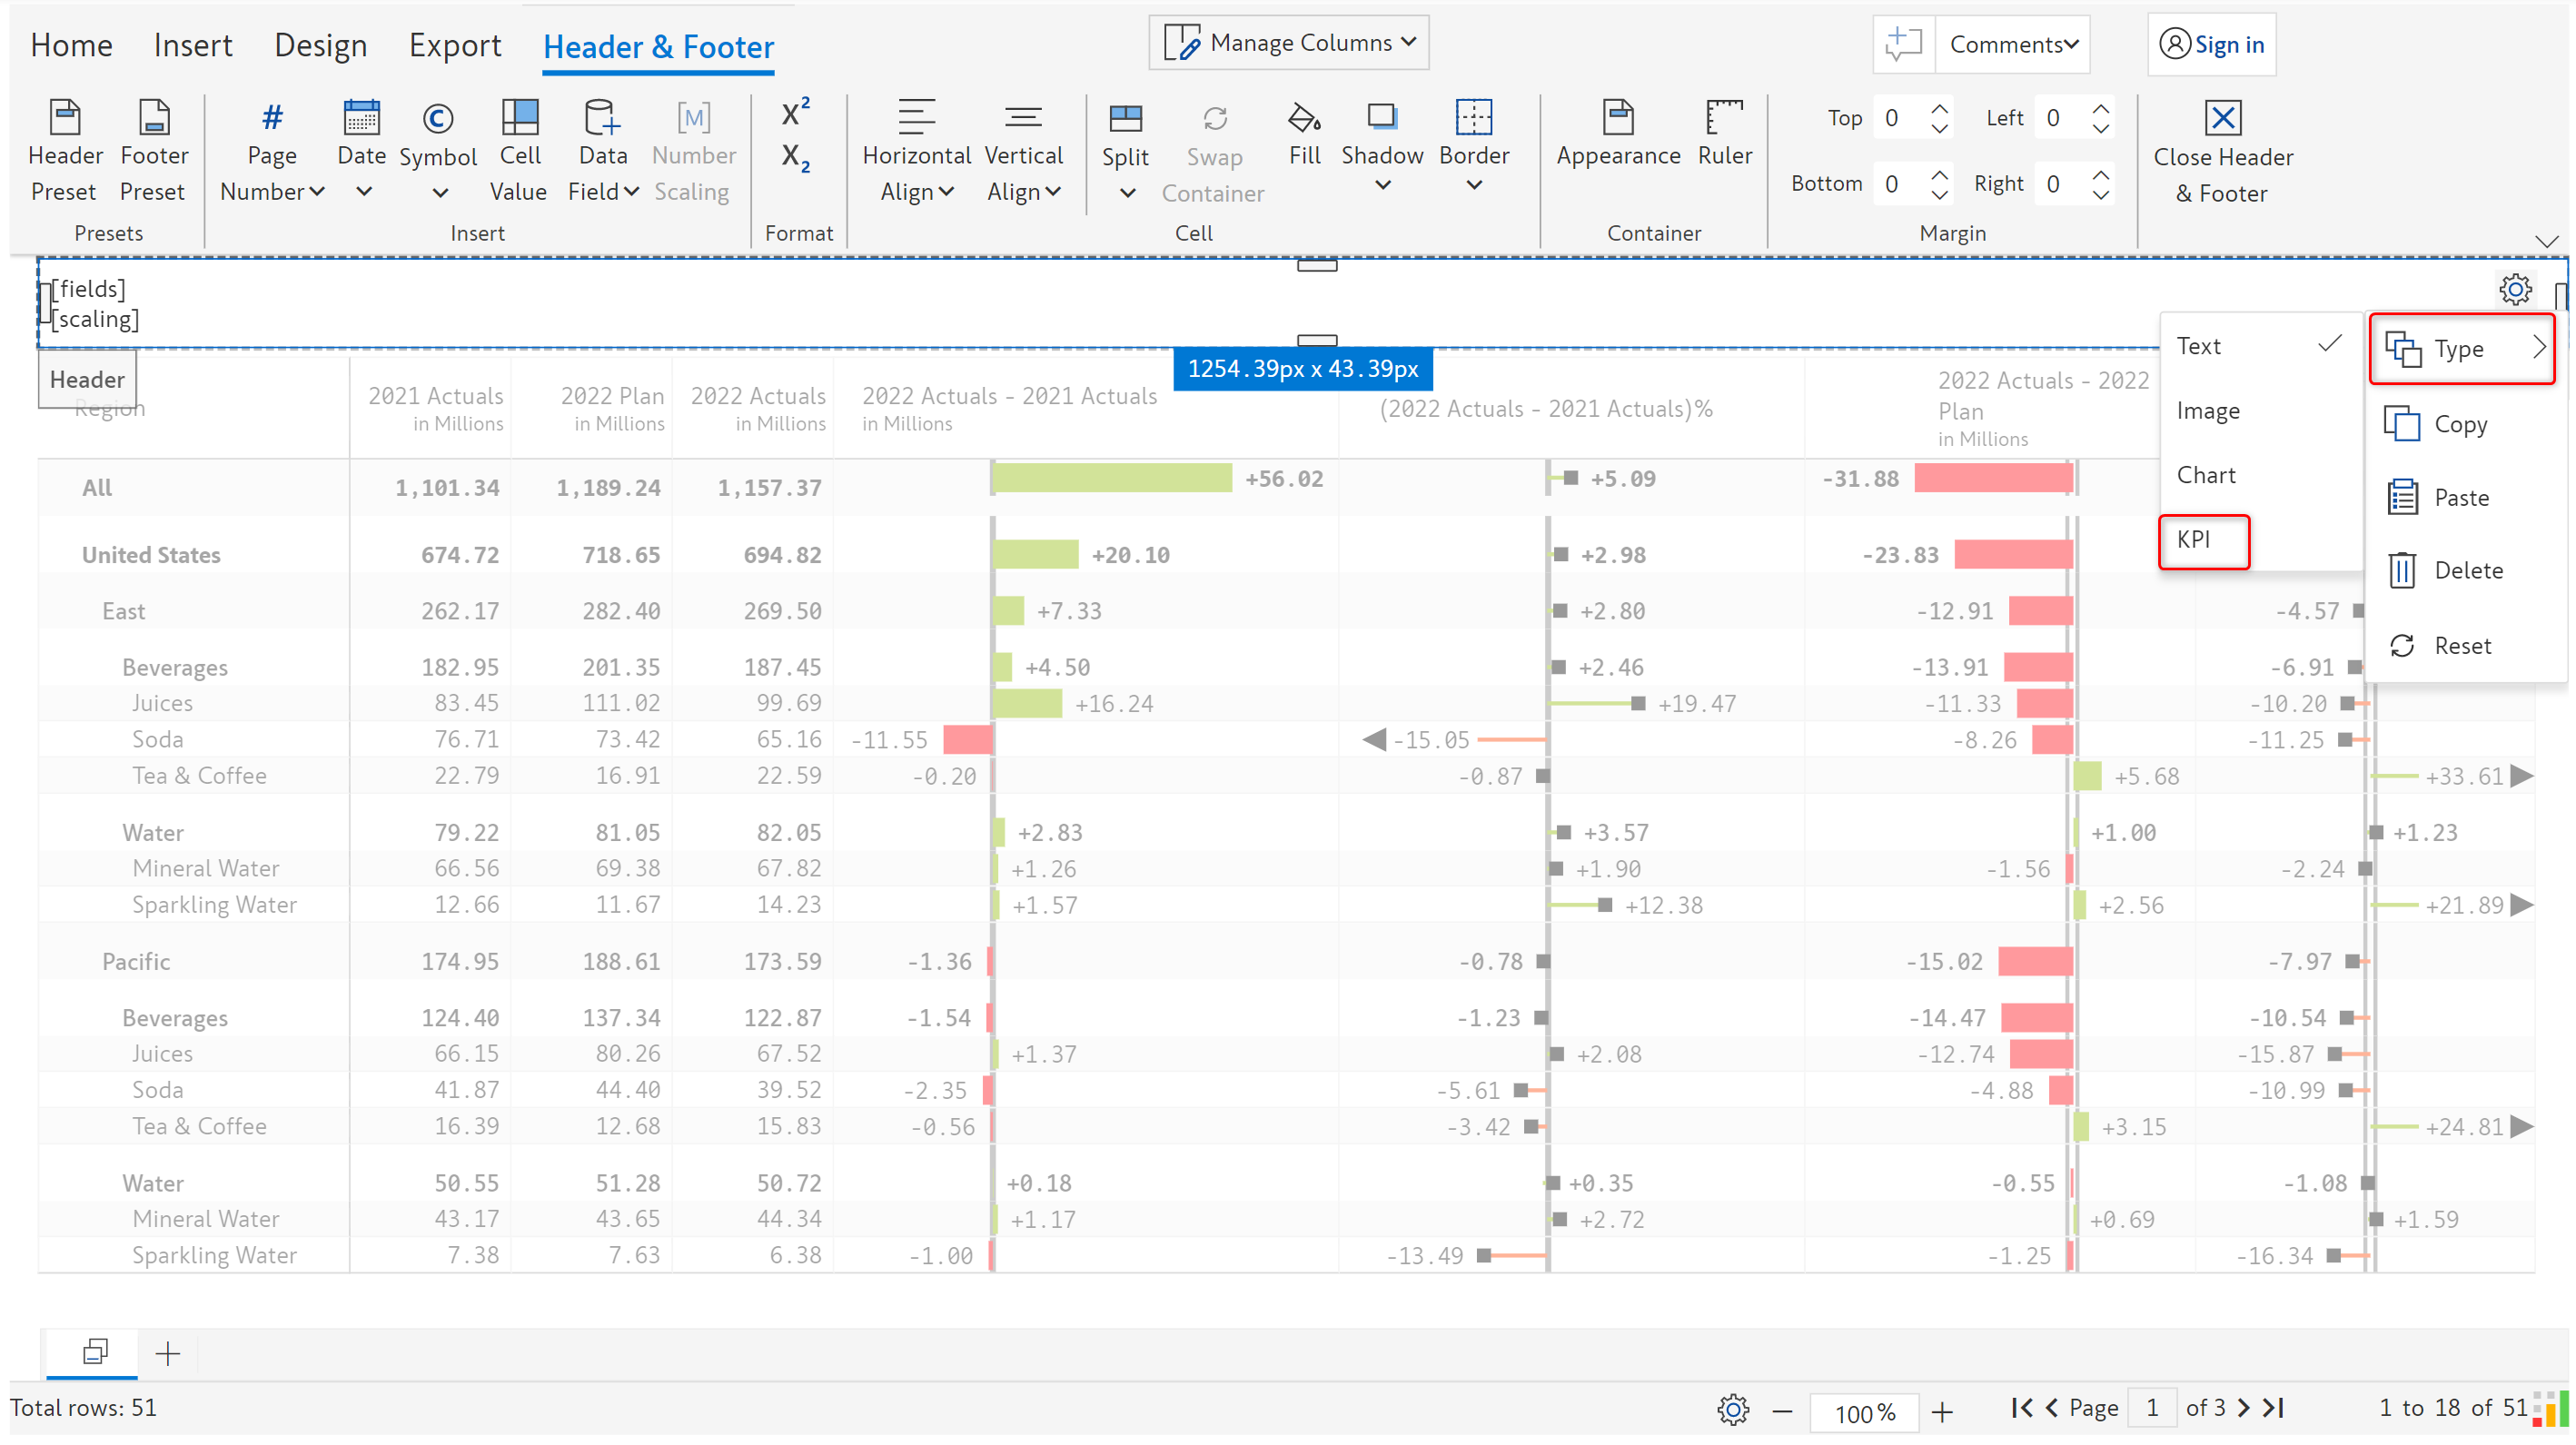 Home Insert Design Export Header & Footer Manage Columns Comments Sign in
Header Preset Footer Preset Page Number Date Symbol Cell Value Data Field Number Scaling X² X₂ Horizontal Align Vertical Align Split Swap Container Fill Shadow Border Appearance Ruler Top 0 Left 0 Bottom 0 Right 0 Close Header & Footer
Presets Insert Format Cell Container Margin
[fields]
[scaling]
Header
1254.39px x 43.39px
Text
Image
Chart
KPI
Type
Copy
Paste
Delete
Reset
Region 2021 Actuals in Millions 2022 Plan in Millions 2022 Actuals in Millions 2022 Actuals - 2021 Actuals in Millions (2022 Actuals - 2021 Actuals)% 2022 Actuals - 2022 Plan in Millions
All 1,101.34 1,189.24 1,157.37 +56.02 +5.09 -31.88
United States 674.72 718.65 694.82 +20.10 +2.98 -23.83
East 262.17 282.40 269.50 +7.33 +2.80 -12.91 -4.57
Beverages 182.95 201.35 187.45 +4.50 +2.46 -13.91 -6.91
Juices 83.45 111.02 99.69 +16.24 +19.47 -11.33 -10.20
Soda 76.71 73.42 65.16 -11.55 -15.05 -8.26 -11.25
Tea & Coffee 22.79 16.91 22.59 -0.20 -0.87 +5.68 +33.61
Water 79.22 81.05 82.05 +2.83 +3.57 +1.00 +1.23
Mineral Water 66.56 69.38 67.82 +1.26 +1.90 -1.56 -2.24
Sparkling Water 12.66 11.67 14.23 +1.57 +12.38 +2.56 +21.89
Pacific 174.95 188.61 173.59 -1.36 -0.78 -15.02 -7.97
Beverages 124.40 137.34 122.87 -1.54 -1.23 -14.47 -10.54
Juices 66.15 80.26 67.52 +1.37 +2.08 -12.74 -15.87
Soda 41.87 44.40 39.52 -2.35 -5.61 -4.88 -10.99
Tea & Coffee 16.39 12.68 15.83 -0.56 -3.42 +3.15 +24.81
Water 50.55 51.28 50.72 +0.18 +0.35 -0.55 -1.08
Mineral Water 43.17 43.65 44.34 +1.17 +2.72 +0.69 +1.59
Sparkling Water 7.38 7.63 6.38 -1.00 -13.49 -1.25 -16.34
Total rows: 51 100% Page 1 of 3 1 to 18 of 51